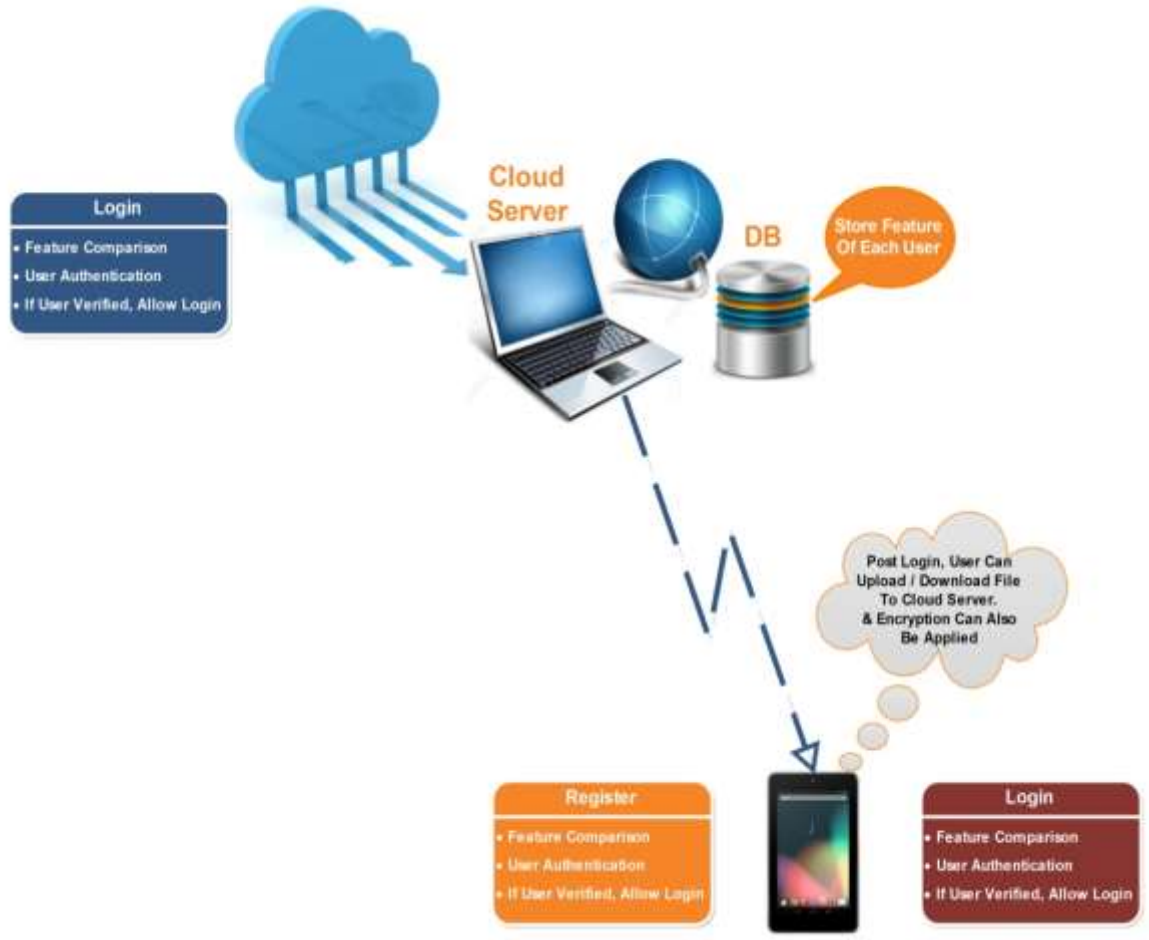 Cloud
Server
Login
• Feature Comparison
• User Authentication
• If User Verified, Allow Login
DB
Store Feature
Of Each User
Post Login, User Can
Upload / Download File
To Cloud Server.
& Encryption Can Also
Be Applied
Register
• Feature Comparison
• User Authentication
• If User Verified, Allow Login
Login
• Feature Comparison
• User Authentication
• If User Verified, Allow Login